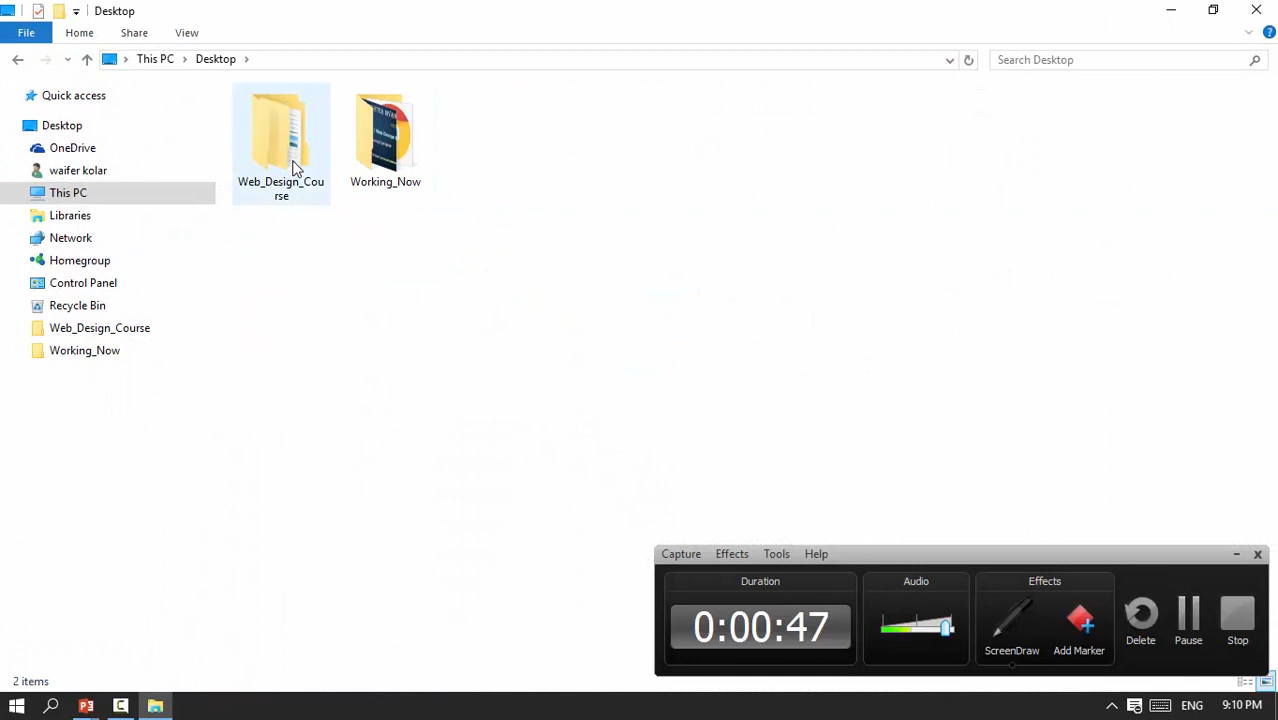 Desktop
File Home Share View
This PC Desktop
Search Desktop
Quick access
Desktop
OneDrive
waifer kolar
This PC
Libraries
Network
Homegroup
Control Panel
Recycle Bin
Web_Design_Course
Working_Now
Web_Design_Cou
rse
Working_Now
Capture Effects Tools Help
Duration
0:00:47
Audio
Effects
ScreenDraw
Add Marker
Delete
Pause
Stop
2 items
ENG
9:10 PM